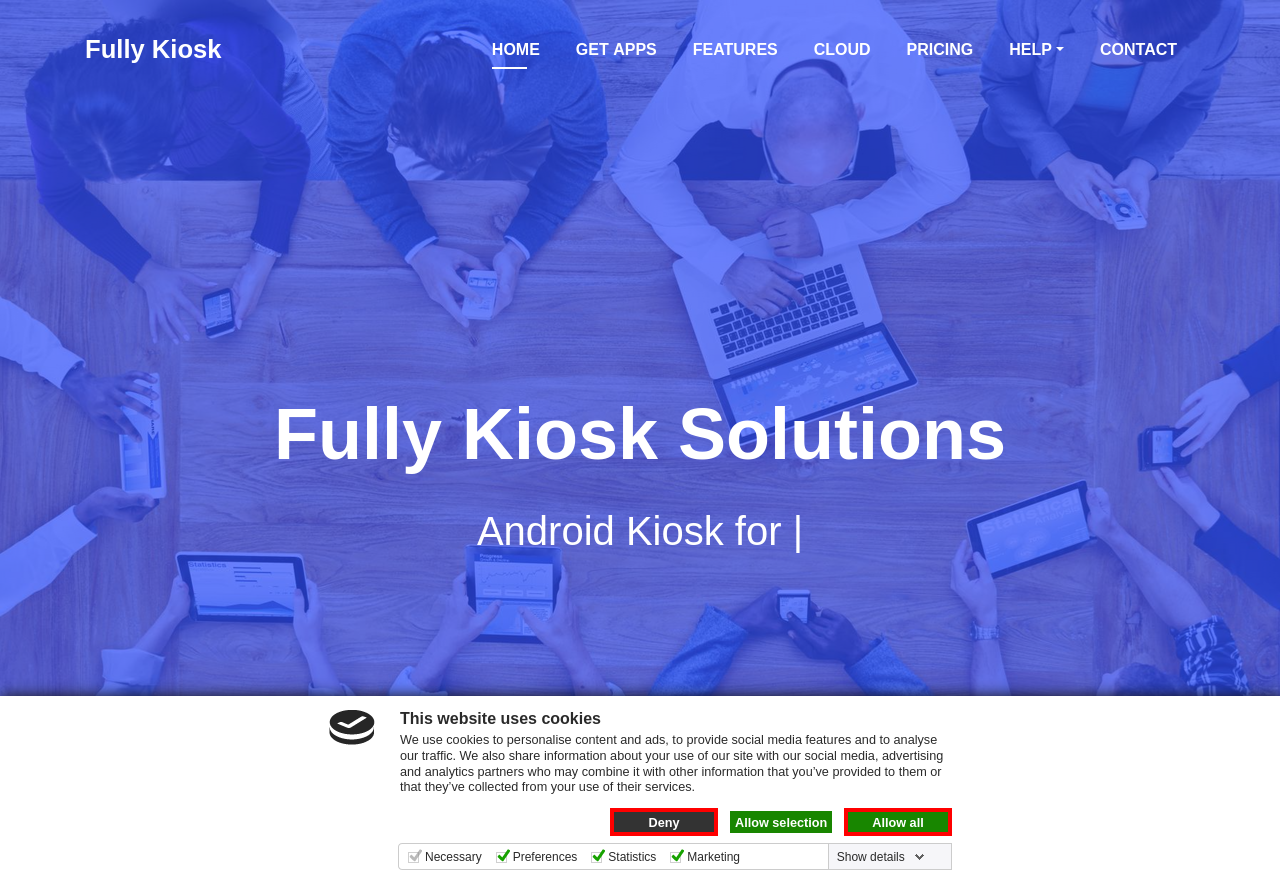 Fully Kiosk
HOME GET APPS FEATURES CLOUD PRICING HELP CONTACT
Statistical
Fully Kiosk Solutions
Android Kiosk for |
statistics
Progress
This website uses cookies
We use cookies to personalise content and ads, to provide social media features and to analyse
our traffic. We also share information about your use of our site with our social media, advertising
and analytics partners who may combine it with other information that you’ve provided to them or
that they’ve collected from your use of their services.
Deny Allow selection Allow all
Necessary Preferences Statistics Marketing Show details